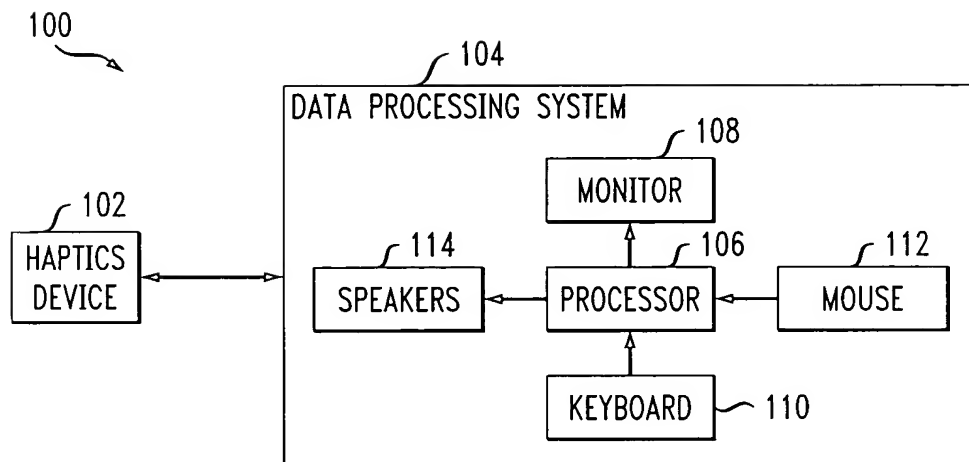 100
104
DATA PROCESSING SYSTEM
108
MONITOR
102
HAPTICS
DEVICE
114
SPEAKERS
106
PROCESSOR
112
MOUSE
KEYBOARD
110